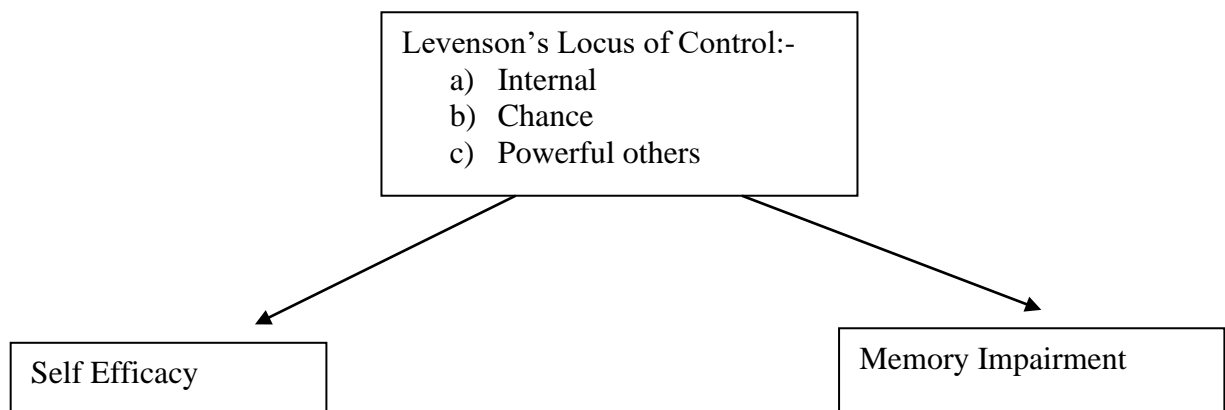 Levenson’s Locus of Control:-
a) Internal
b) Chance
c) Powerful others
Self Efficacy
Memory Impairment